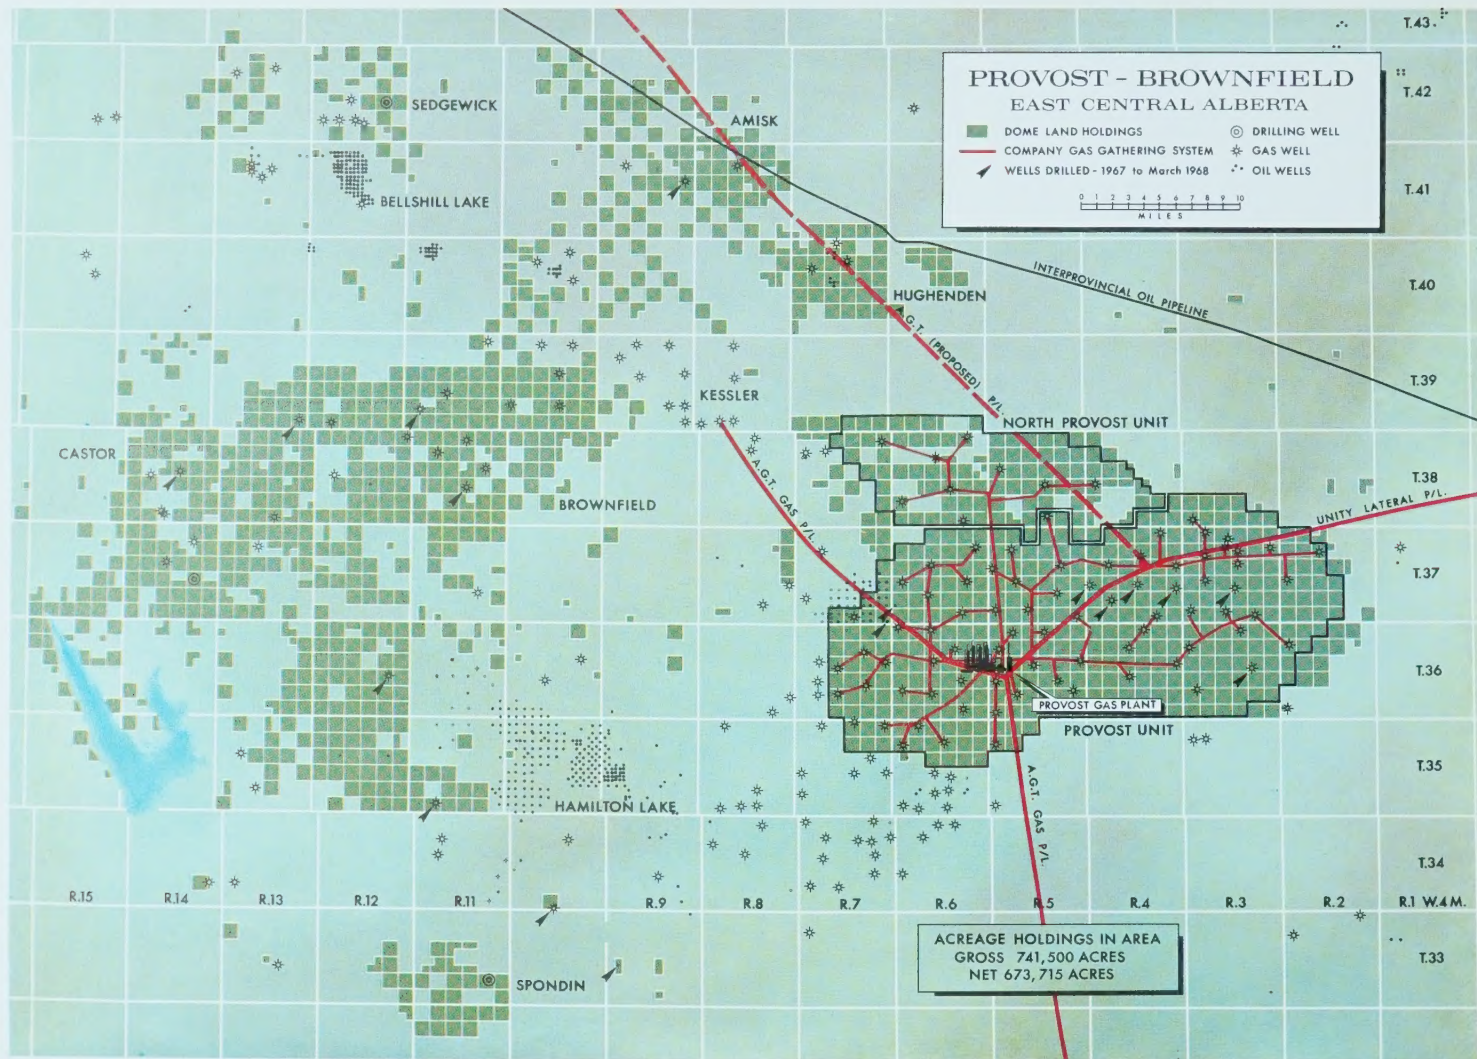 PROVOST - BROWNFIELD
EAST CENTRAL ALBERTA
DOME LAND HOLDINGS
COMPANY GAS GATHERING SYSTEM
WELLS DRILLED - 1967 to March 1968
DRILLING WELL
GAS WELL
OIL WELLS
0 1 2 3 4 5 6 7 8 9 10
MILES
T.43
T.42
T.41
T.40
T.39
T.38
T.37
T.36
T.35
T.34
T.33
SEDGEWICK
AMISK
BELLSHILL LAKE
INTERPROVINCIAL OIL PIPELINE
HUGHENDEN
A.G.T. (PROPOSED) P/L.
KESSLER
NORTH PROVOST UNIT
CASTOR
A.G.T. GAS P/L.
BROWNFIELD
UNITY LATERAL P/L.
PROVOST GAS PLANT
PROVOST UNIT
HAMILTON LAKE
A.G.T. GAS P/L.
R.15 R.14 R.13 R.12 R.11 R.9 R.8 R.7 R.6 R.5 R.4 R.3 R.2 R.1 W.4 M.
ACREAGE HOLDINGS IN AREA
GROSS 741,500 ACRES
NET 673,715 ACRES
SPONDIN